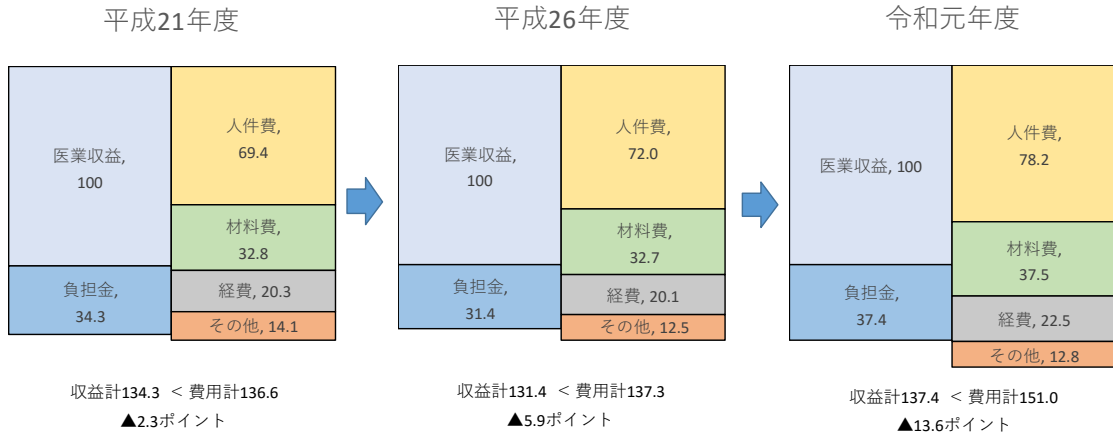 平成21年度
医業収益,
100
負担金,
34.3
人件費,
69.4
材料費,
32.8
経費, 20.3
その他, 14.1
収益計134.3 < 費用計136.6
▲2.3ポイント
平成26年度
医業収益,
100
負担金,
31.4
人件費,
72.0
材料費,
32.7
経費, 20.1
その他, 12.5
収益計131.4 < 費用計137.3
▲5.9ポイント
令和元年度
医業収益, 100
負担金,
37.4
人件費,
78.2
材料費,
37.5
経費, 22.5
その他, 12.8
収益計137.4 < 費用計151.0
▲13.6ポイント